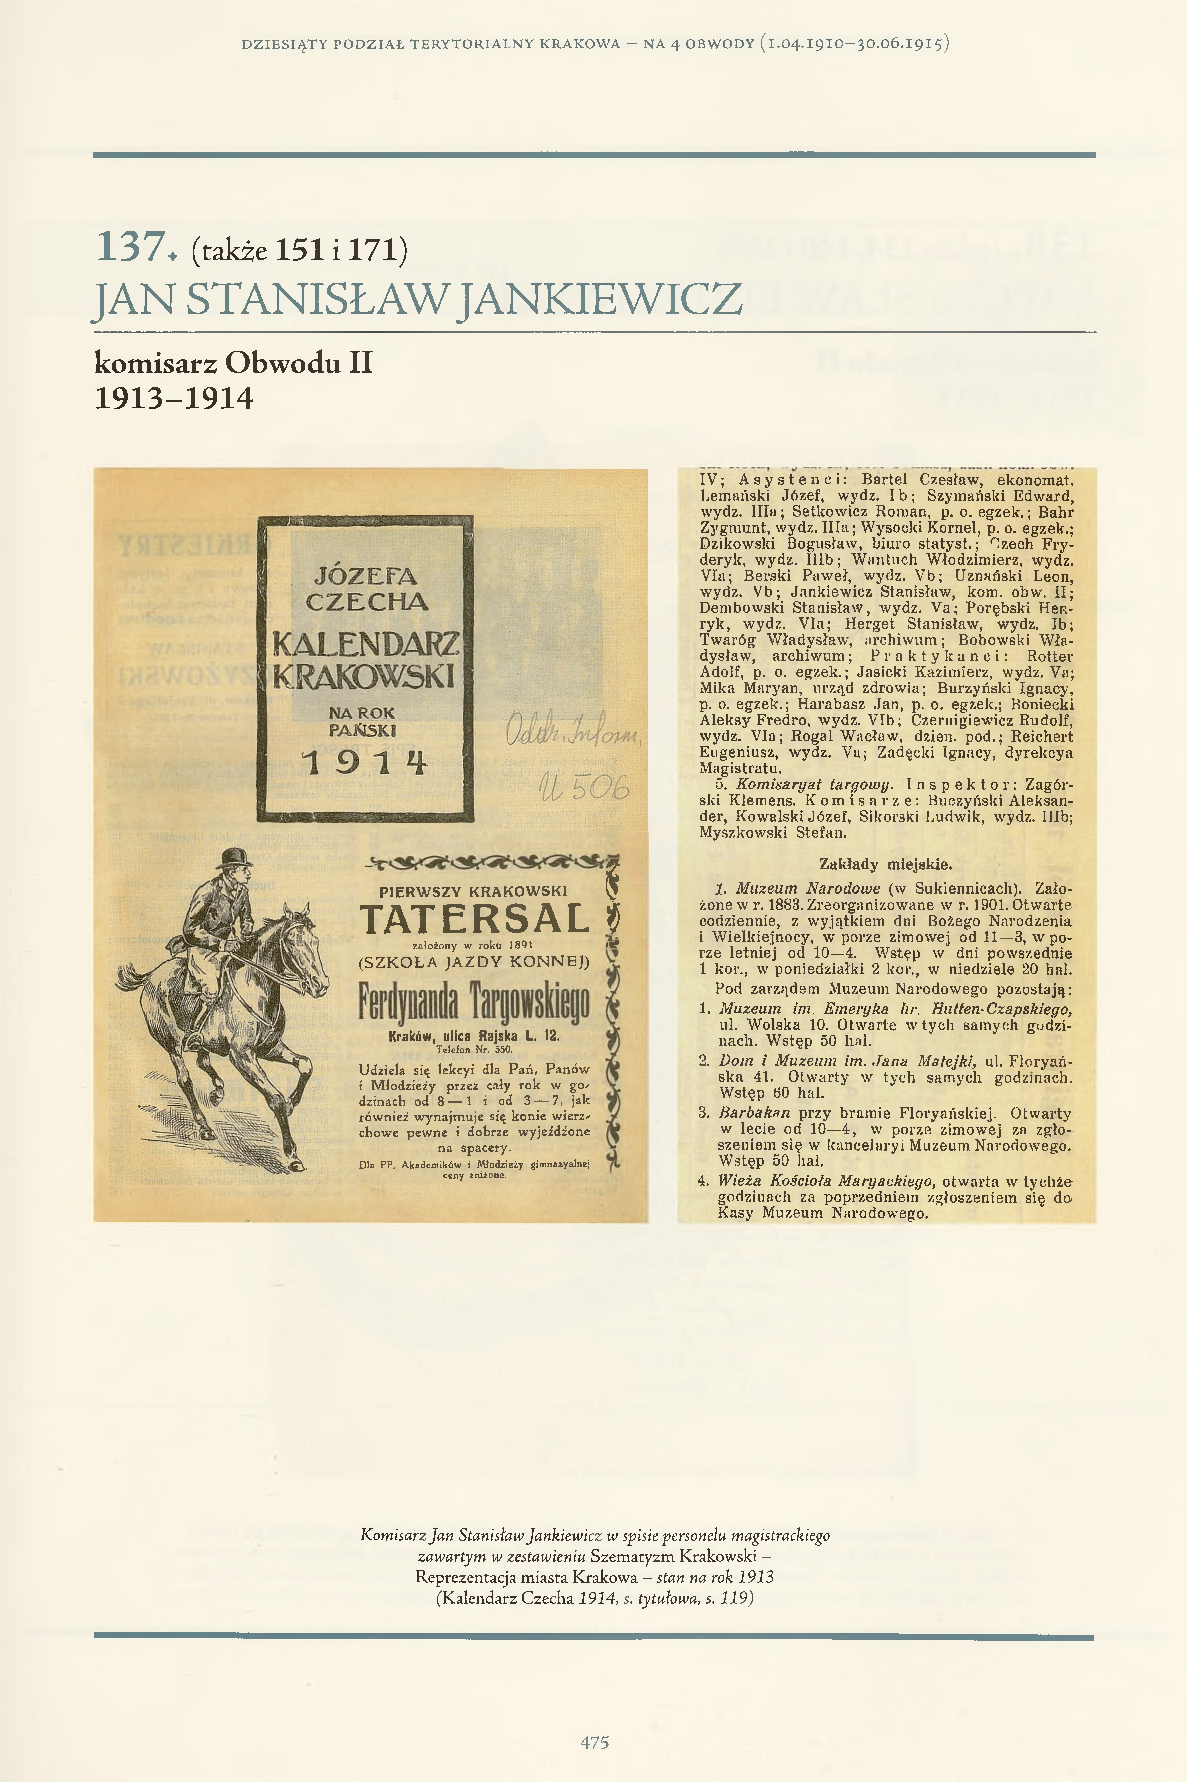 DZIESIĄTY PODZIAŁ TERYTORIALNY KRAKOWA – NA 4 OBWODY (1.04.1910–30.06.1915)
137. (także 151 i 171)
JAN STANISŁAW JANKIEWICZ
komisarz Obwodu II
1913–1914
JÓZEFA
CZECHA
KALENDARZ
KRAKOWSKI
NA ROK
PAŃSKI
1914
Oddz. Inform.
U 506
PIERWSZY KRAKOWSKI
TATERSAL
założony w roku 1891
(SZKOŁA JAZDY KONNEJ)
Ferdynanda Targowskiego
Kraków, ulica Rajska L. 12.
Telefon Nr. 550.
Udziela się lekcyi dla Pań, Panów
i Młodzieży przez cały rok w go-
dzinach od 8—1 i od 3—7, jak
również wynajmuje się konie wierz-
chowe pewne i dobrze wyjeżdżone
na spacery.
Dla PP. Akademików i Młodzieży gimnazyalnej
ceny zniżone.
IV; Asystenci: Bartel Czesław, ekonomat.
Lemański Józef, wydz. Ib; Szymański Edward,
wydz. IIIa; Setkowicz Roman, p. o. egzek.; Bahr
Zygmunt, wydz. IIIa; Wysocki Kornel, p. o. egzek.;
Dzikowski Bogusław, biuro statyst.; Czech Fry-
deryk, wydz. IIIb; Wantuch Włodzimierz, wydz.
VIa; Berski Paweł, wydz. Vb; Uznański Leon,
wydz. Vb; Jankiewicz Stanisław, kom. obw. II;
Dembowski Stanisław, wydz. Va; Porębski Hen-
ryk, wydz. VIa; Herget Stanisław, wydz. Ib;
Twaróg Władysław, archiwum; Bobowski Wła-
dysław, archiwum; Praktykanci: Rotter
Adolf, p. o. egzek.; Jasicki Kazimierz, wydz. Va;
Mika Maryan, urząd zdrowia; Burzyński Ignacy,
p. o. egzek.; Harabasz Jan, p. o. egzek.; Boniecki
Aleksy Fredro, wydz. VIb; Czernigiewicz Rudolf,
wydz. VIa; Rogal Wacław, dzien. pod.; Reichert
Eugeniusz, wydz. Va; Zadęcki Ignacy, dyrekcya
Magistratu.
5. Komisaryat targowy. Inspektor: Zagór-
ski Klemens. Komisarze: Buczyński Aleksan-
der, Kowalski Józef, Sikorski Ludwik, wydz. IIIb;
Myszkowski Stefan.
Zakłady miejskie.
1. Muzeum Narodowe (w Sukiennicach). Zało-
żone w r. 1883. Zreorganizowane w r. 1901. Otwarte
codziennie, z wyjątkiem dni Bożego Narodzenia
i Wielkiejnocy, w porze zimowej od 11—3, w po-
rze letniej od 10—4. Wstęp w dni powszednie
1 kor., w poniedziałki 2 kor., w niedziele 20 hal.
Pod zarządem Muzeum Narodowego pozostają:
1. Muzeum im. Emeryka hr. Hutten-Czapskiego,
ul. Wolska 10. Otwarte w tych samych godzi-
nach. Wstęp 50 hal.
2. Dom i Muzeum im. Jana Matejki, ul. Floryań-
ska 41. Otwarty w tych samych godzinach.
Wstęp 60 hal.
3. Barbakan przy bramie Floryańskiej. Otwarty
w lecie od 10—4, w porze zimowej za zgło-
szeniem się w kancelaryi Muzeum Narodowego.
Wstęp 50 hal.
4. Wieża Kościoła Maryackiego, otwarta w tychże
godzinach za poprzedniem zgłoszeniem się do
Kasy Muzeum Narodowego.
Komisarz Jan Stanisław Jankiewicz w spisie personelu magistrackiego
zawartym w zestawieniu Szematyzm Krakowski –
Reprezentacja miasta Krakowa – stan na rok 1913
(Kalendarz Czecha 1914, s. tytułowa, s. 119)
475